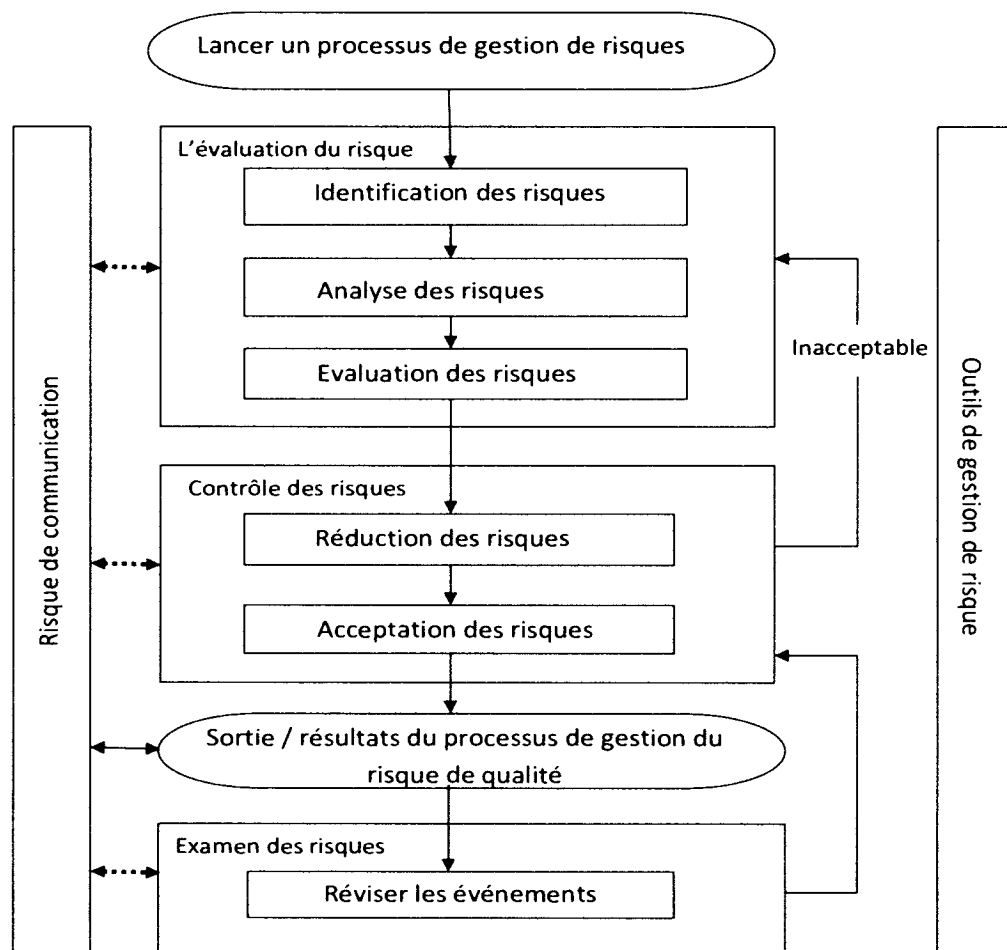 Lancer un processus de gestion de risques
L'évaluation du risque
Identification des risques
Analyse des risques
Evaluation des risques
Inacceptable
Contrôle des risques
Réduction des risques
Acceptation des risques
Sortie / résultats du processus de gestion du
risque de qualité
Examen des risques
Réviser les événements
Risque de communication
Outils de gestion de risque